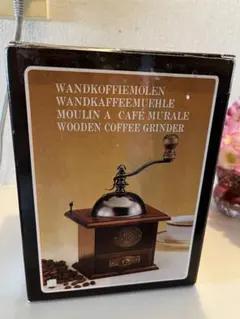 WANDKOFFIEMOLEN
WANDKAFFEEMUEHLE
MOULIN A CAFE MURALE
WOODEN COFFEE GRINDER